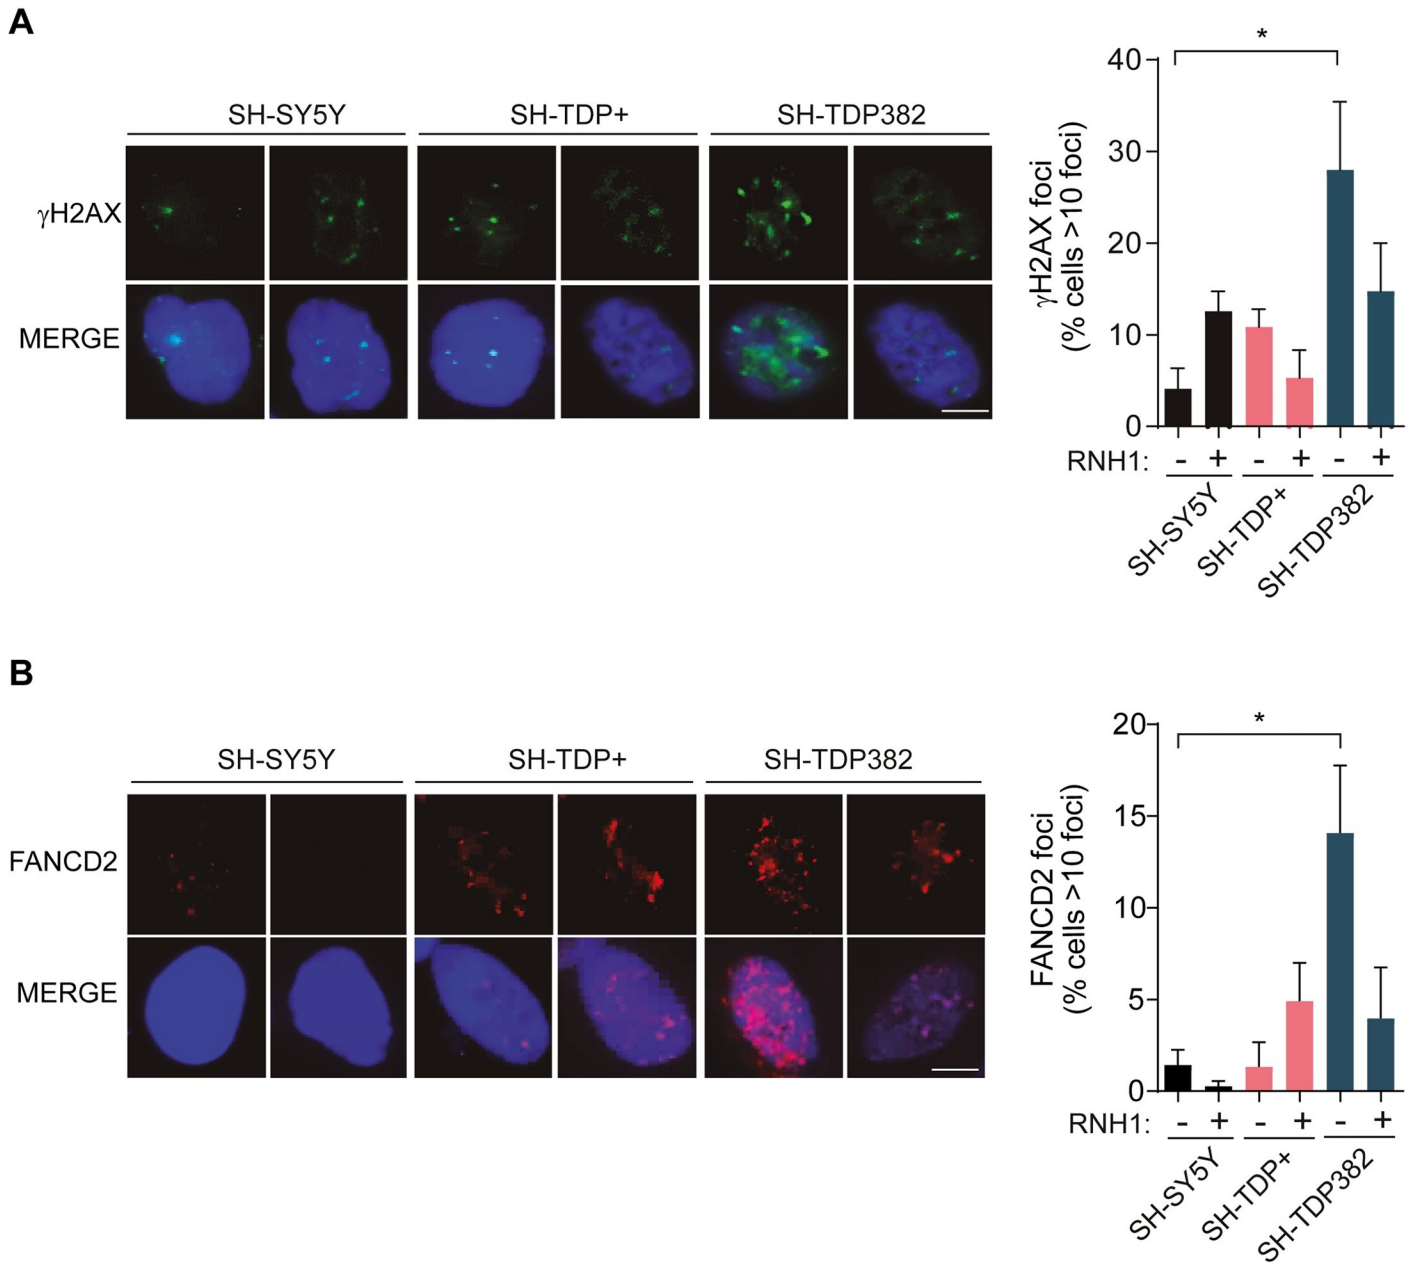 A
SH-SY5Y SH-TDP+ SH-TDP382
γH2AX
MERGE
*
γH2AX foci
(% cells >10 foci)
40
30
20
10
0
RNH1: - + - + - +
SH-SY5Y SH-TDP+ SH-TDP382
B
SH-SY5Y SH-TDP+ SH-TDP382
FANCD2
MERGE
*
FANCD2 foci
(% cells >10 foci)
20
15
10
5
0
RNH1: - + - + - +
SH-SY5Y SH-TDP+ SH-TDP382